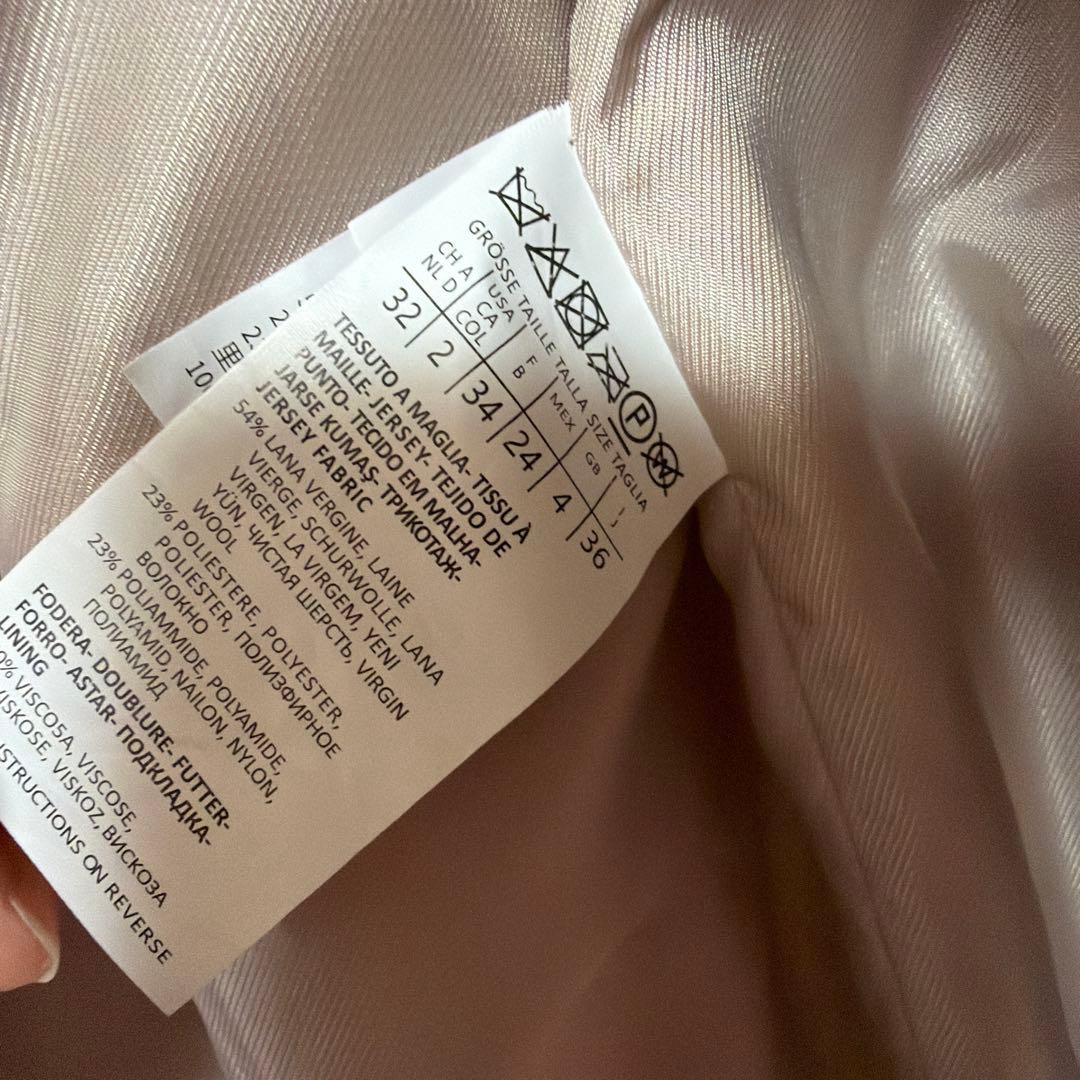 GRÖSSE TAILLE TALLA SIZE TAGLIA
CH A USA F MEX GB I
NL D CA B J
COL
32 2 34 24 4 36
TESSUTO A MAGLIA- TISSU À
MAILLE- JERSEY- TEJIDO DE
PUNTO- TECIDO EM MALHA-
JARSE KUMAŞ- ТРИКОТАЖ-
JERSEY FABRIC
54% LANA VERGINE, LAINE
VIERGE, SCHURWOLLE, LANA
VIRGEN, LA VIRGEM, YENI
YÜN, ЧИСТАЯ ШЕРСТЬ, VIRGIN
WOOL
23% POLIESTERE, POLYESTER,
POLIESTER, ПОЛИЭФИРНОЕ
ВОЛОКНО
23% POLIAMMIDE, POLYAMIDE,
POLYAMID, NAILON, NYLON,
ПОЛИАМИД
FODERA- DOUBLURE- FUTTER-
FORRO- ASTAR- ПОДКЛАДКА-
LINING
0% VISCOSA, VISCOSE,
VISKOSE, VISKOZ, ВИСКОЗА
STRUCTIONS ON REVERSE